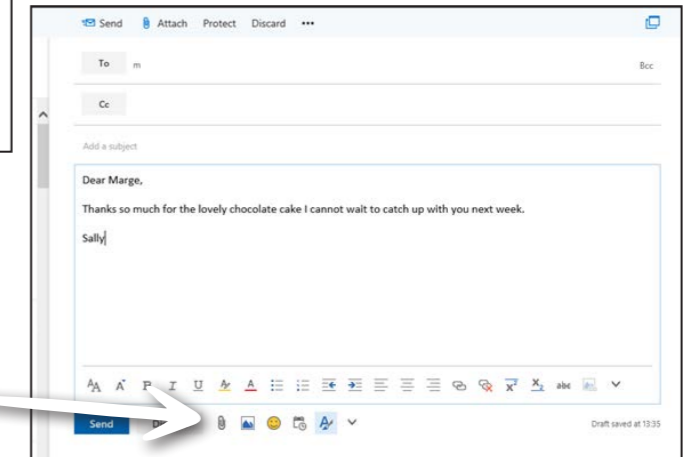 Send Attach Protect Discard •••
To m Bcc
Cc
Add a subject
Dear Marge,
Thanks so much for the lovely chocolate cake I cannot wait to catch up with you next week.
Sally
Send Draft saved at 13:35